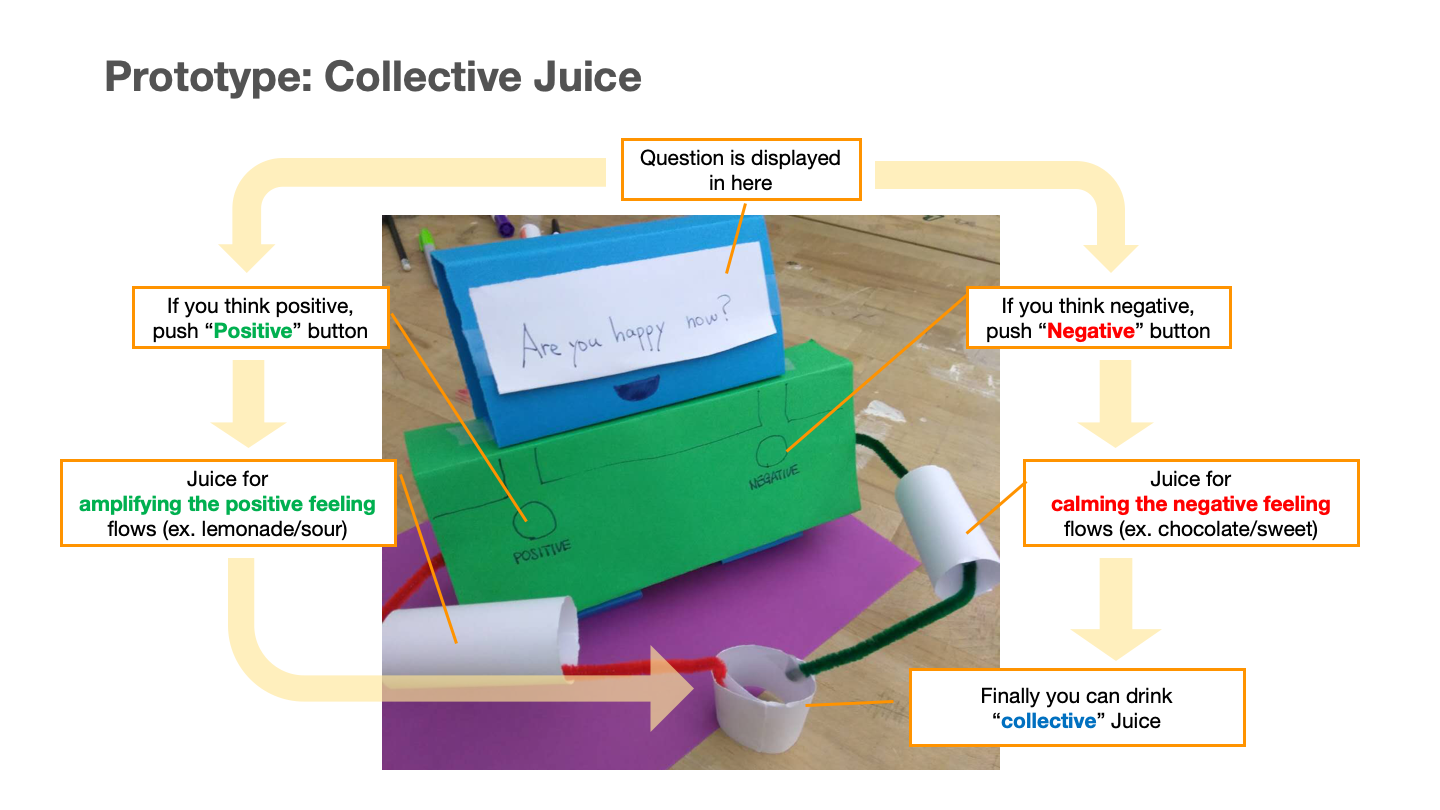 Prototype: Collective Juice
Question is displayed
in here
If you think positive,
push “Positive” button
If you think negative,
push “Negative” button
Are you happy now?
NEGATIVE
POSITIVE
Juice for
amplifying the positive feeling
flows (ex. lemonade/sour)
Juice for
calming the negative feeling
flows (ex. chocolate/sweet)
Finally you can drink
“collective” Juice